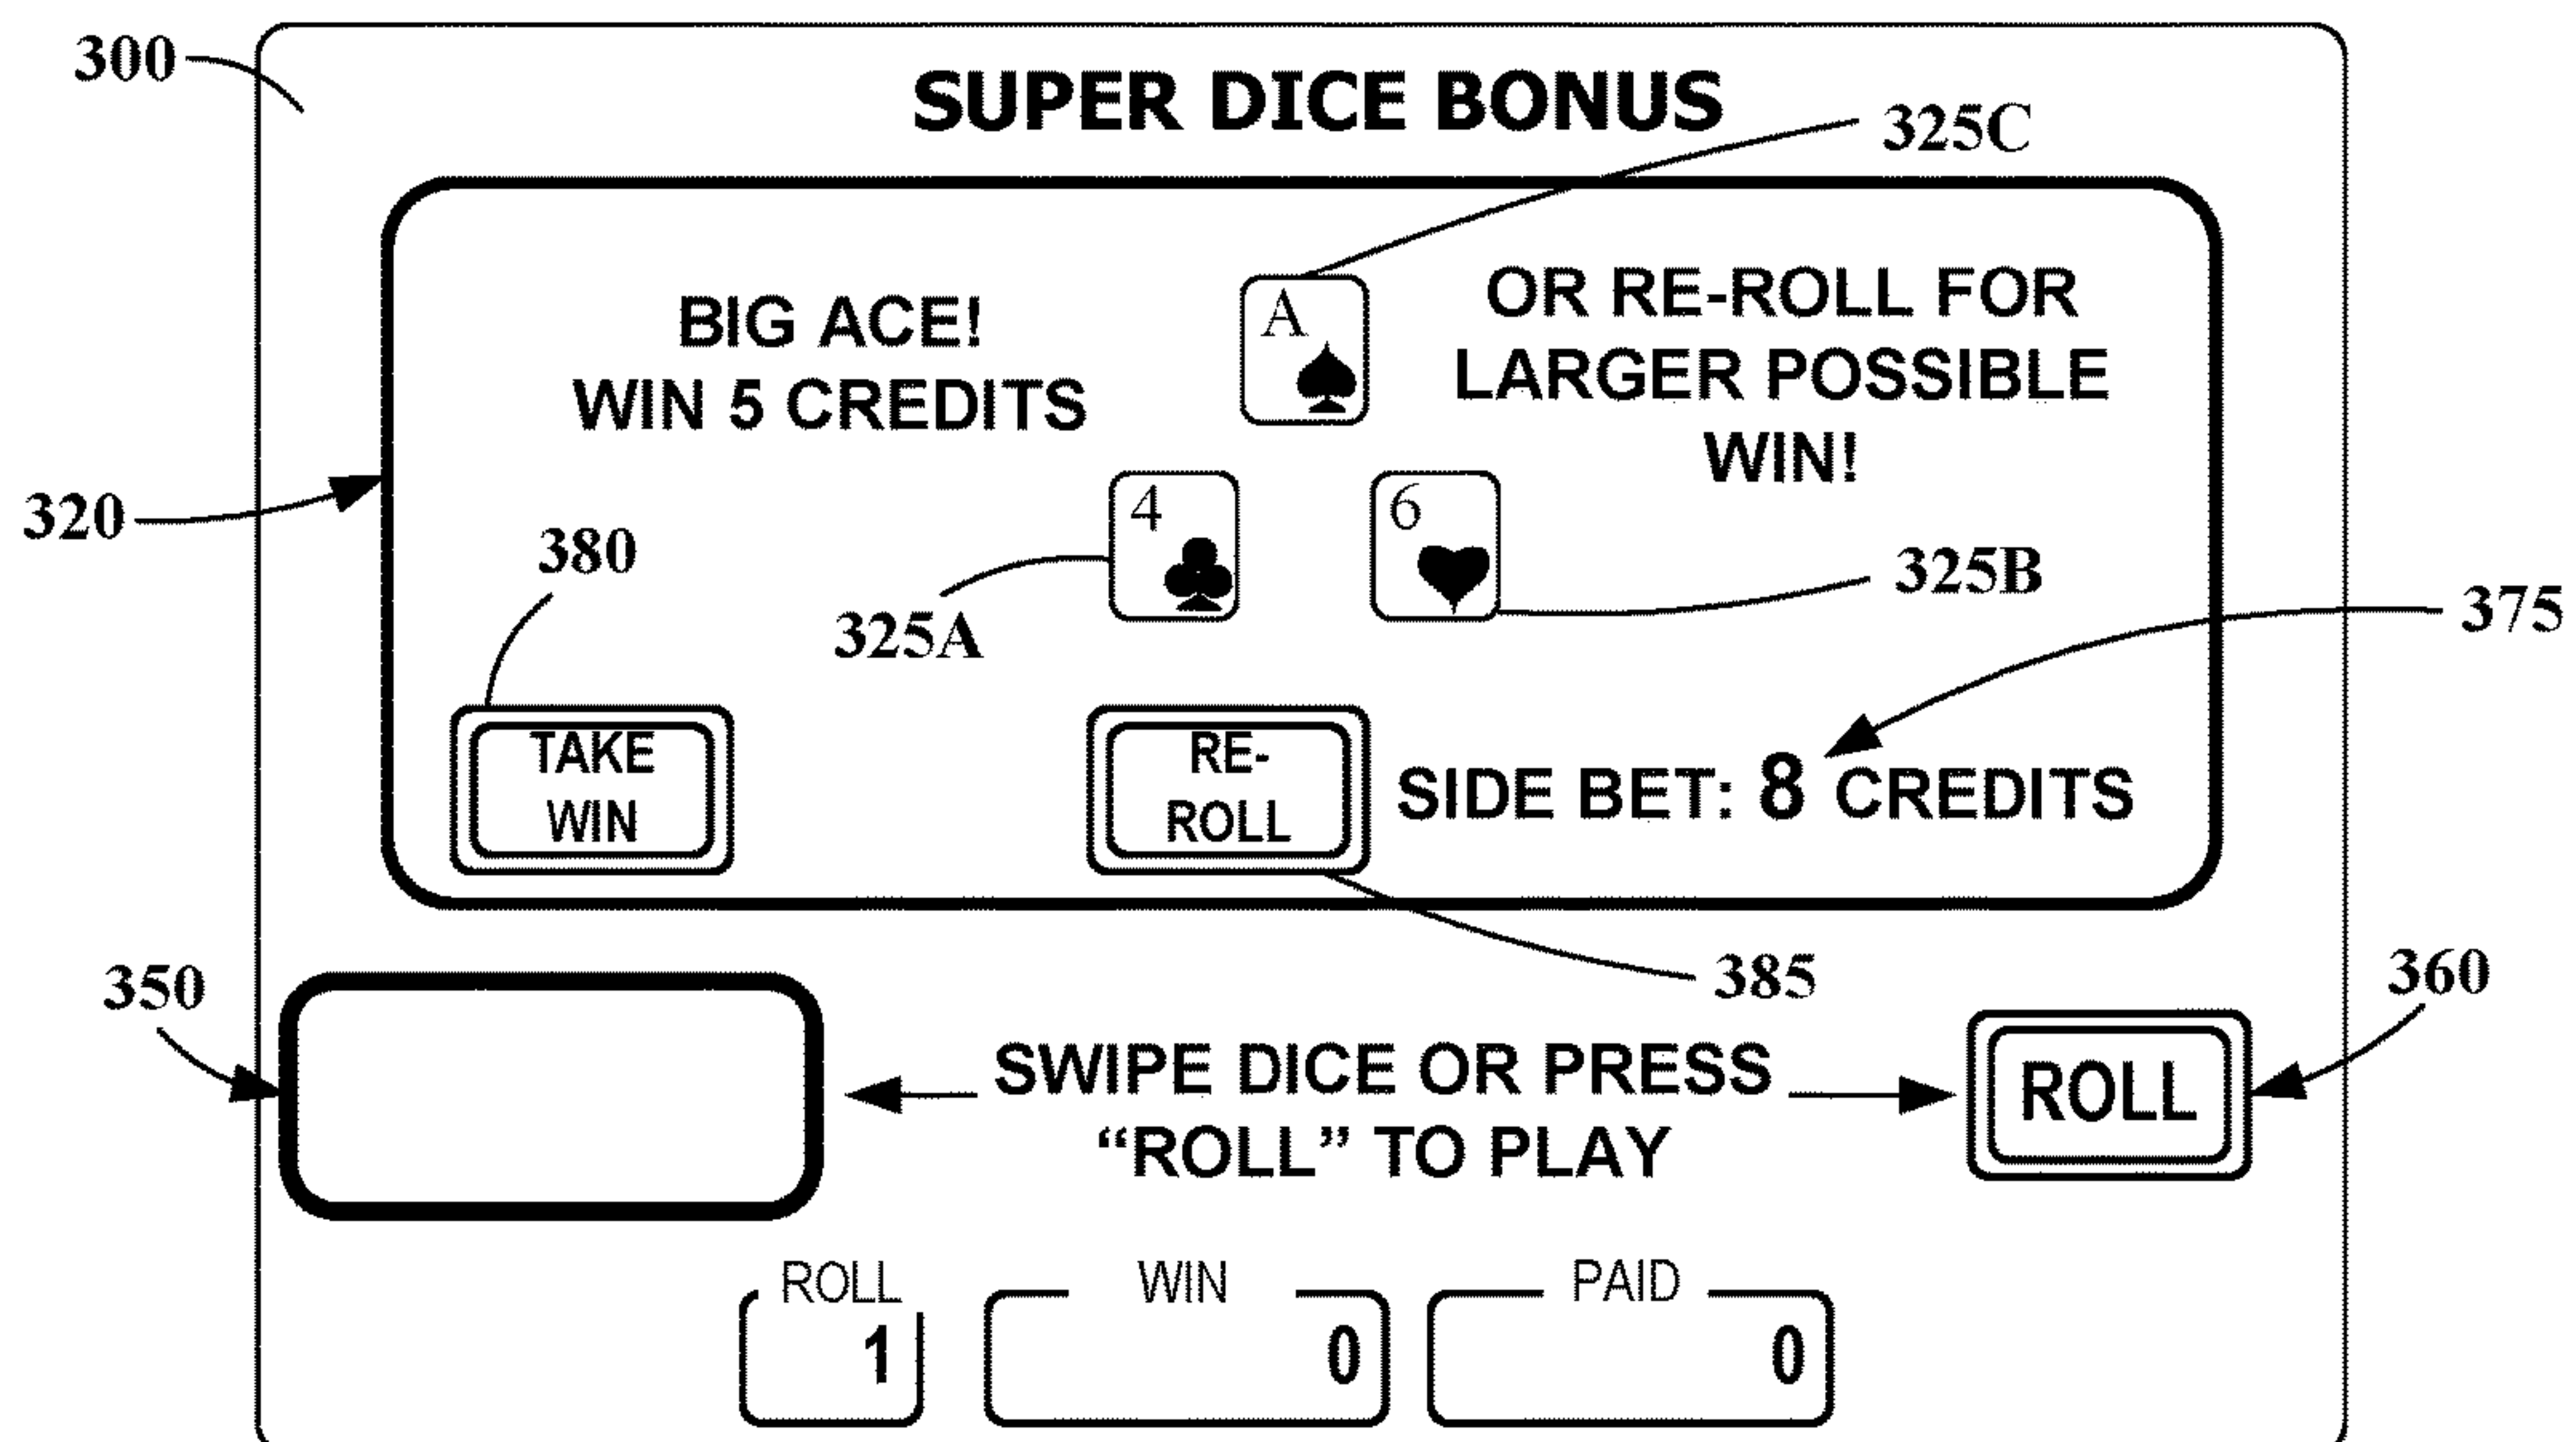 300
SUPER DICE BONUS
325C
BIG ACE!
WIN 5 CREDITS
A
OR RE-ROLL FOR
LARGER POSSIBLE
WIN!
320
380
4
6
325A
325B
375
TAKE
WIN
RE-
ROLL
SIDE BET: 8 CREDITS
350
385
360
SWIPE DICE OR PRESS
“ROLL” TO PLAY
ROLL
ROLL
1
WIN
0
PAID
0